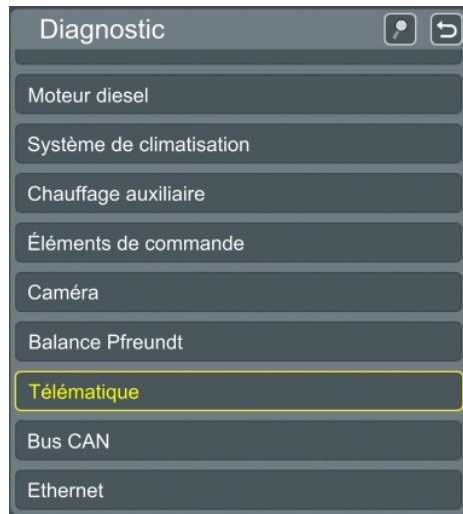 Diagnostic
Moteur diesel
Système de climatisation
Chauffage auxiliaire
Éléments de commande
Caméra
Balance Pfreundt
Télématique
Bus CAN
Ethernet